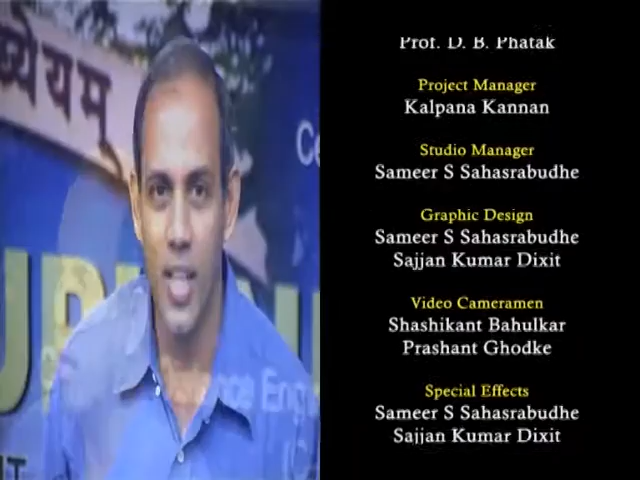 ध्येयम्
Prof. D. B. Phatak
Project Manager
Kalpana Kannan
Studio Manager
Sameer S Sahasrabudhe
Graphic Design
Sameer S Sahasrabudhe
Sajjan Kumar Dixit
Video Cameramen
Shashikant Bahulkar
Prashant Ghodke
Special Effects
Sameer S Sahasrabudhe
Sajjan Kumar Dixit